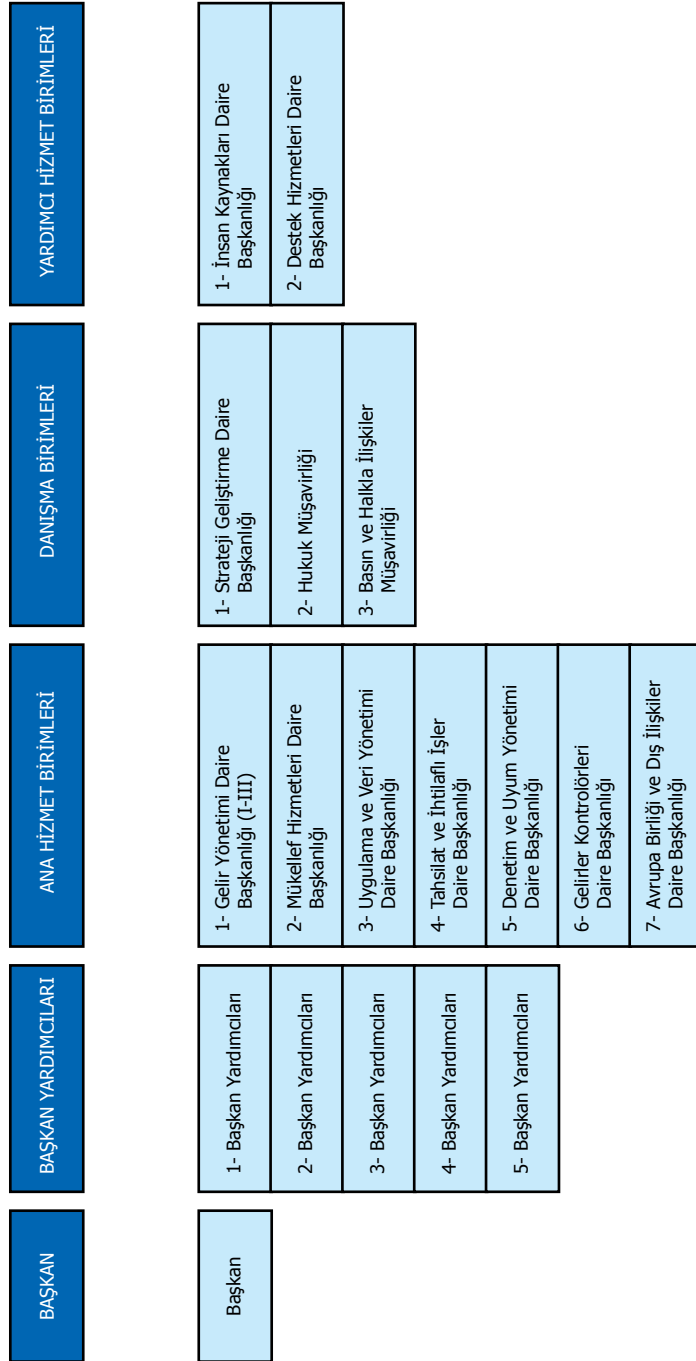 BAŞKAN
Başkan
BAŞKAN YARDIMCILARI
1- Başkan Yardımcıları
2- Başkan Yardımcıları
3- Başkan Yardımcıları
4- Başkan Yardımcıları
5- Başkan Yardımcıları
ANA HİZMET BİRİMLERİ
1- Gelir Yönetimi Daire
Başkanlığı (I-III)
2- Mükellef Hizmetleri Daire
Başkanlığı
3- Uygulama ve Veri Yönetimi
Daire Başkanlığı
4- Tahsilat ve İhtilaflı İşler
Daire Başkanlığı
5- Denetim ve Uyum Yönetimi
Daire Başkanlığı
6- Gelirler Kontrolörleri
Daire Başkanlığı
7- Avrupa Birliği ve Dış İlişkiler
Daire Başkanlığı
DANIŞMA BİRİMLERİ
1- Strateji Geliştirme Daire
Başkanlığı
2- Hukuk Müşavirliği
3- Basın ve Halkla İlişkiler
Müşavirliği
YARDIMCI HİZMET BİRİMLERİ
1- İnsan Kaynakları Daire
Başkanlığı
2- Destek Hizmetleri Daire
Başkanlığı